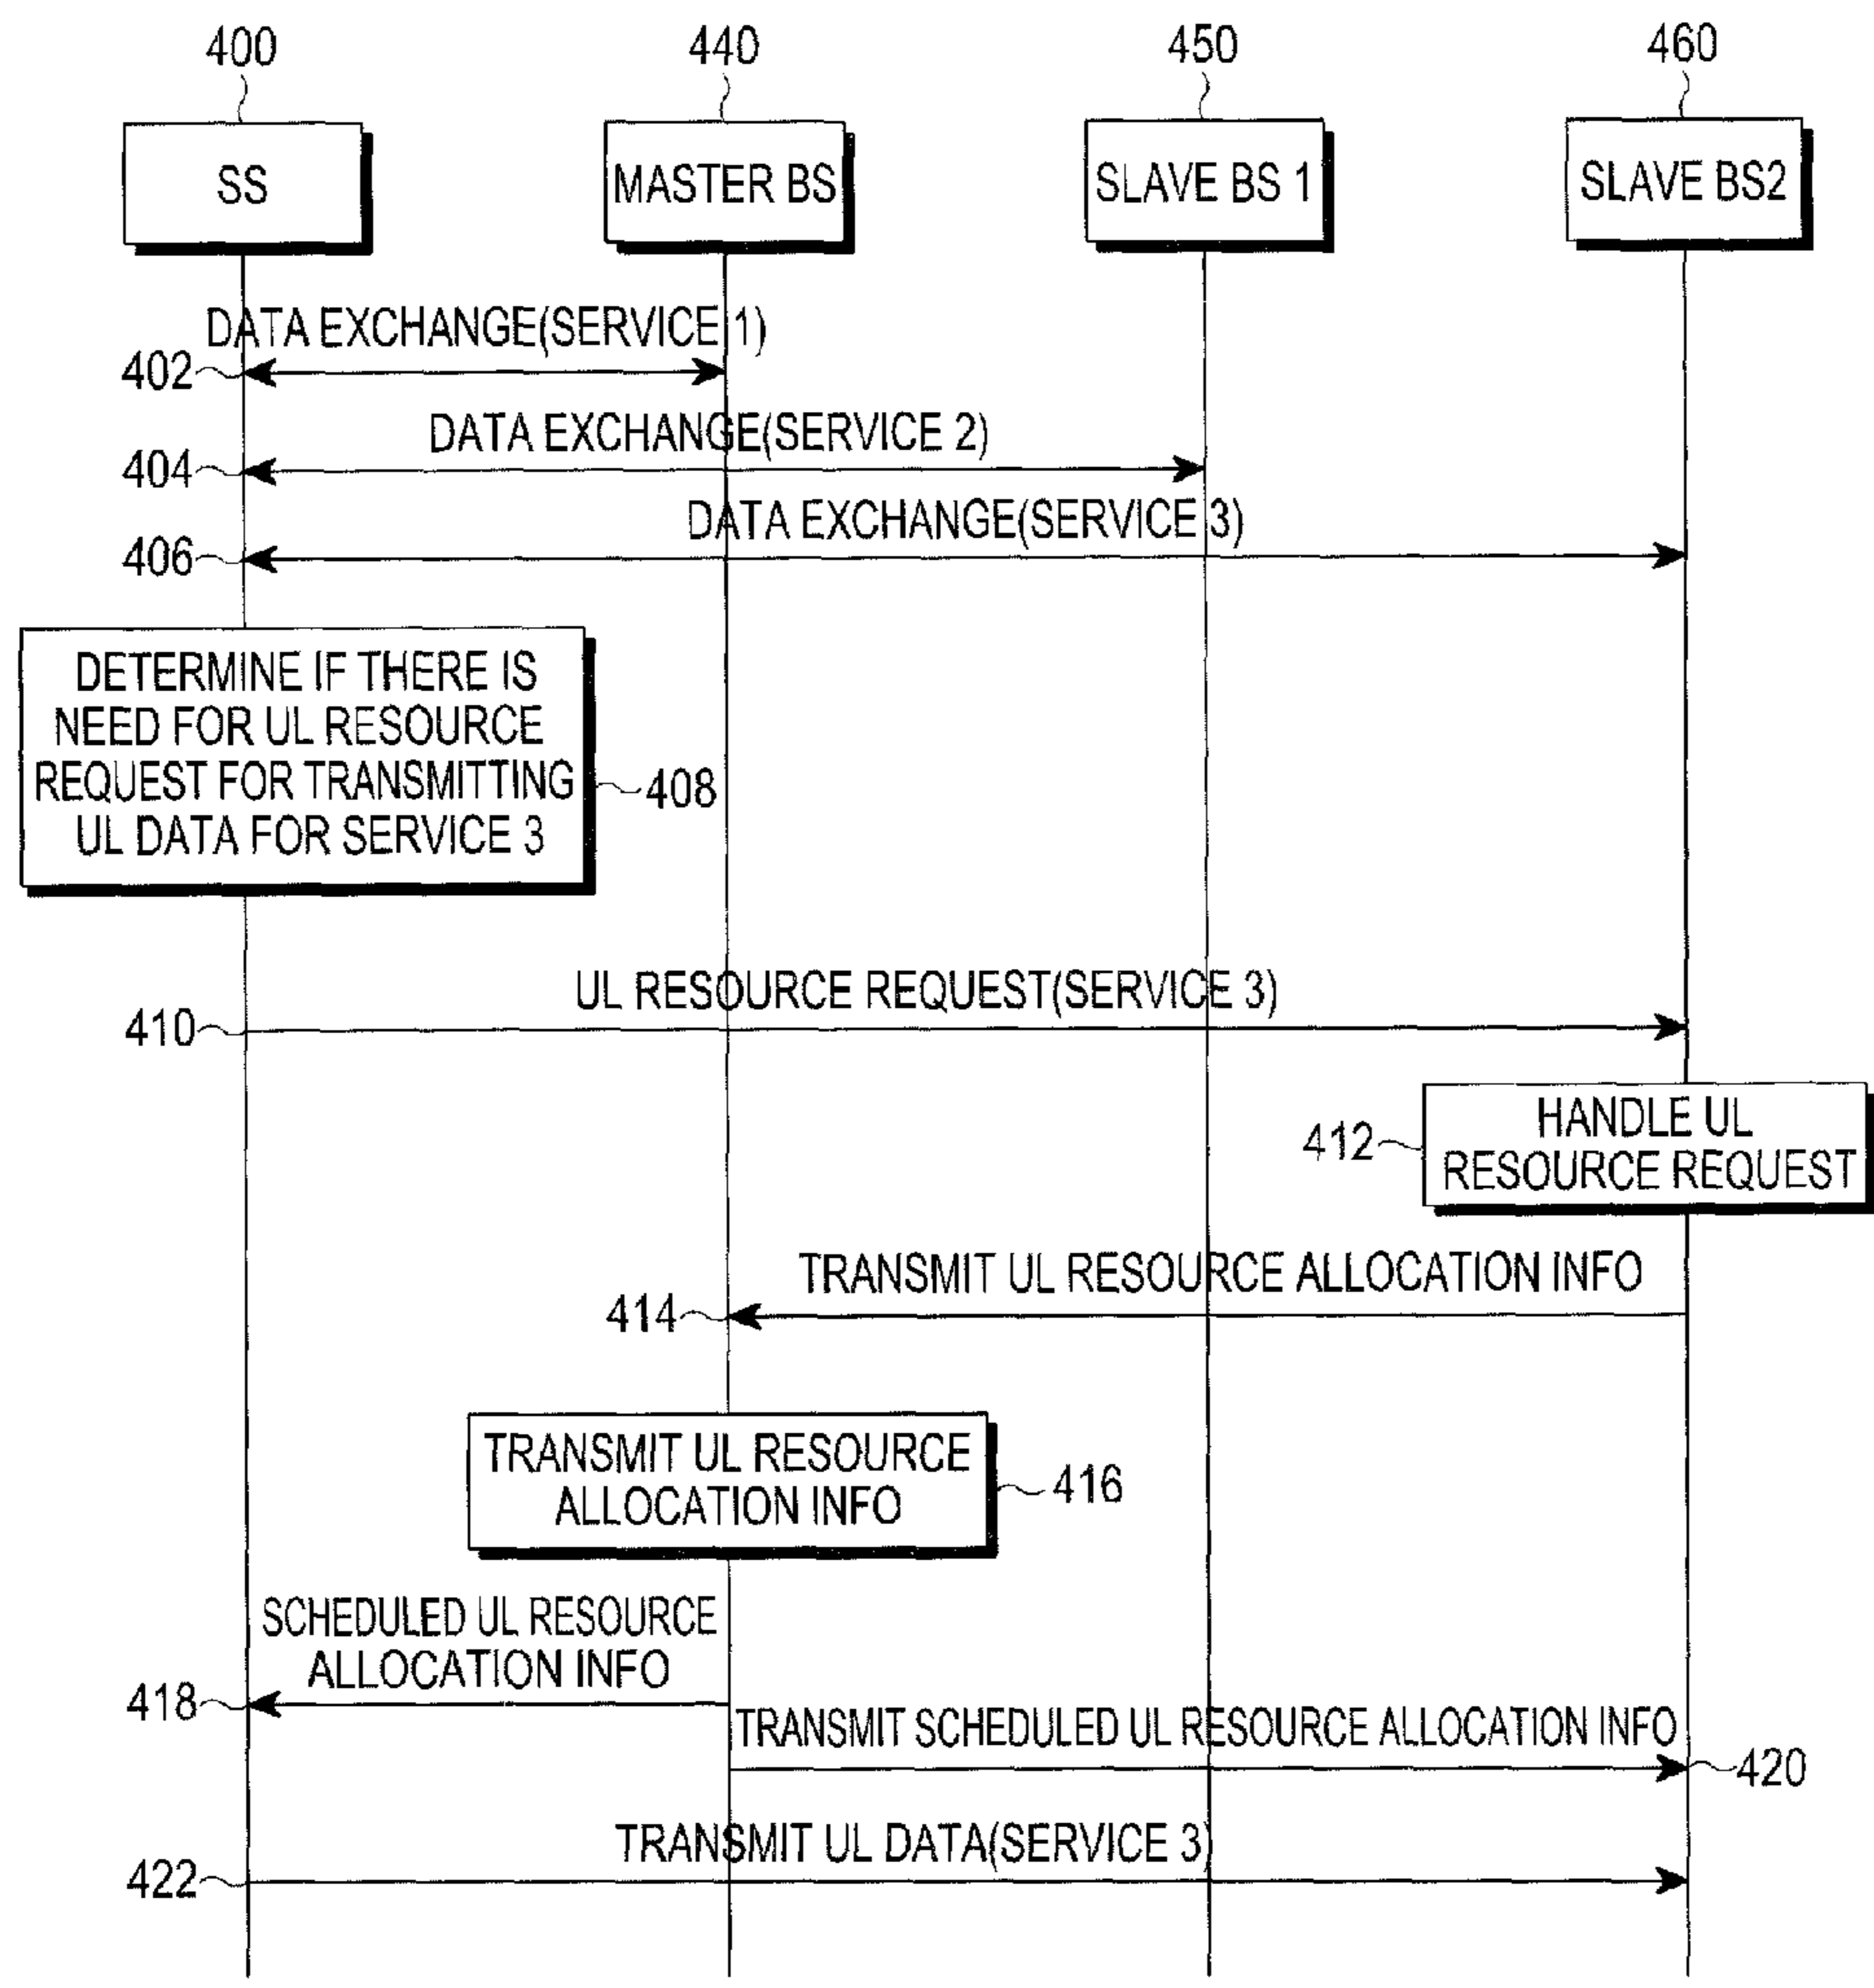 400
440
450
460
SS
MASTER BS
SLAVE BS 1
SLAVE BS2
DATA EXCHANGE(SERVICE 1)
402
DATA EXCHANGE(SERVICE 2)
404
DATA EXCHANGE(SERVICE 3)
406
DETERMINE IF THERE IS
NEED FOR UL RESOURCE
REQUEST FOR TRANSMITTING
UL DATA FOR SERVICE 3
408
UL RESOURCE REQUEST(SERVICE 3)
410
HANDLE UL
RESOURCE REQUEST
412
TRANSMIT UL RESOURCE ALLOCATION INFO
414
TRANSMIT UL RESOURCE
ALLOCATION INFO
416
SCHEDULED UL RESOURCE
ALLOCATION INFO
418
TRANSMIT SCHEDULED UL RESOURCE ALLOCATION INFO
420
TRANSMIT UL DATA(SERVICE 3)
422